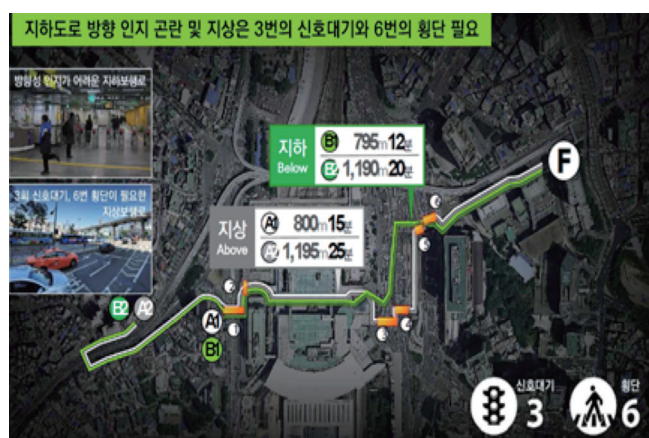 지하도로 방향 인지 곤란 및 지상은 3번의 신호대기와 6번의 횡단 필요
방향성 인지가 어려운 지하보행로
3회 신호대기, 6번 횡단이 필요한
지상보행로
지하
Below
B1 795m 12분
B2 1,190m 20분
지상
Above
A1 800m 15분
A2 1,195m 25분
F
B2 A2
A1
B1
신호대기
3
횡단
6